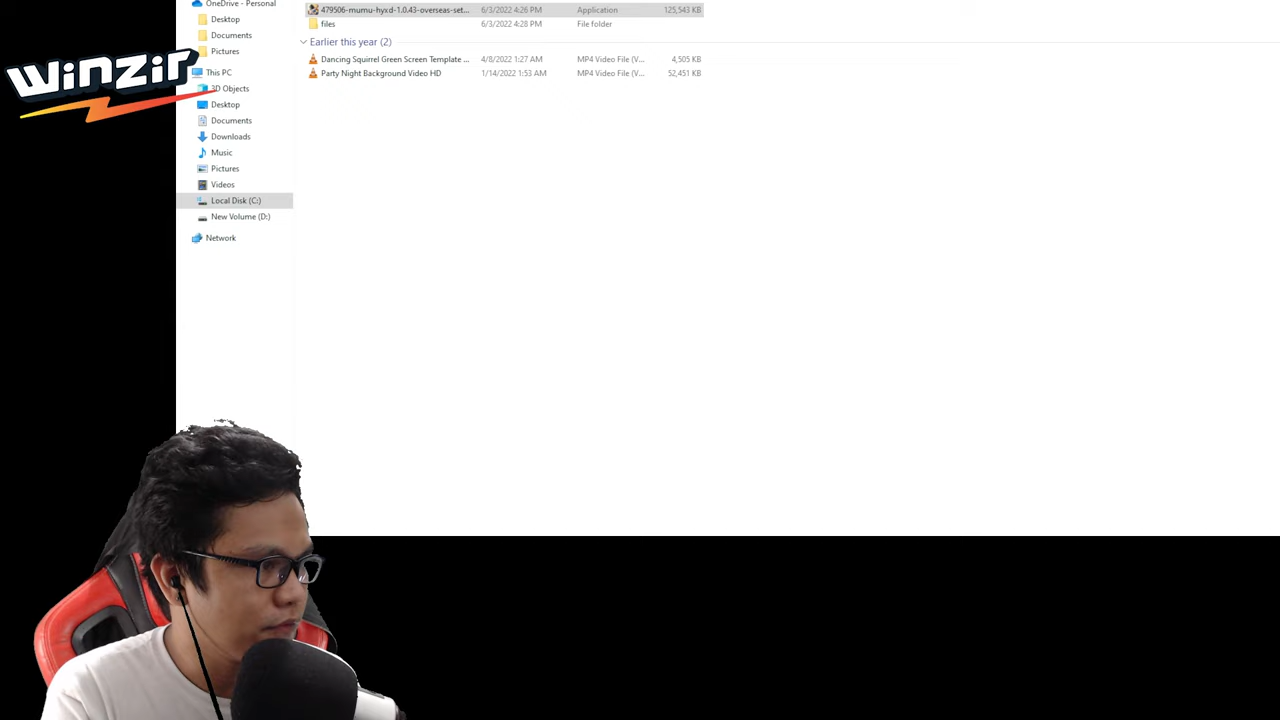 OneDrive - Personal
479506-mumu-hyxd-1.0.43-overseas-set... 6/3/2022 4:26 PM Application 125,543 KB
Desktop
files 6/3/2022 4:28 PM File folder
Documents
Earlier this year (2)
Pictures
Dancing Squirrel Green Screen Template ... 4/8/2022 1:27 AM MP4 Video File (V... 4,505 KB
This PC
Party Night Background Video HD 1/14/2022 1:53 AM MP4 Video File (V... 52,451 KB
WinZip
3D Objects
Desktop
Documents
Downloads
Music
Pictures
Videos
Local Disk (C:)
New Volume (D:)
Network